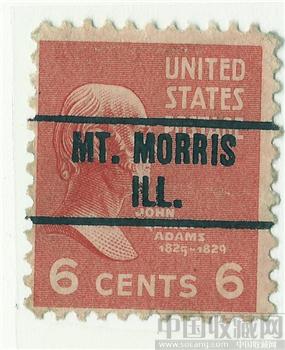 UNITED
STATES
POSTAGE
MT. MORRIS
ILL.
JOHN
ADAMS
1825-1829
6 CENTS 6
中国收藏网
www.socang.com 中国收藏网